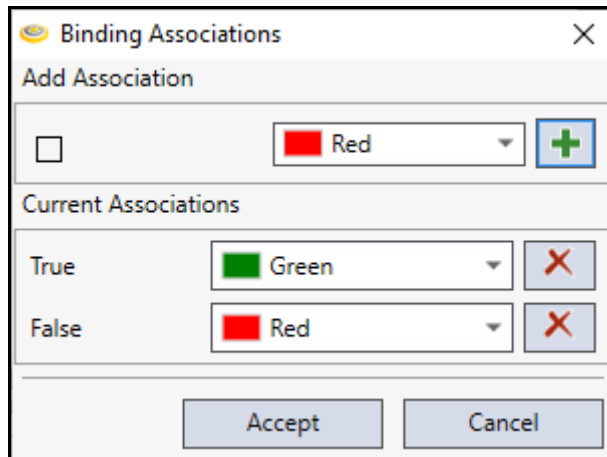 Binding Associations
Add Association
Red
Current Associations
True Green
False Red
Accept Cancel